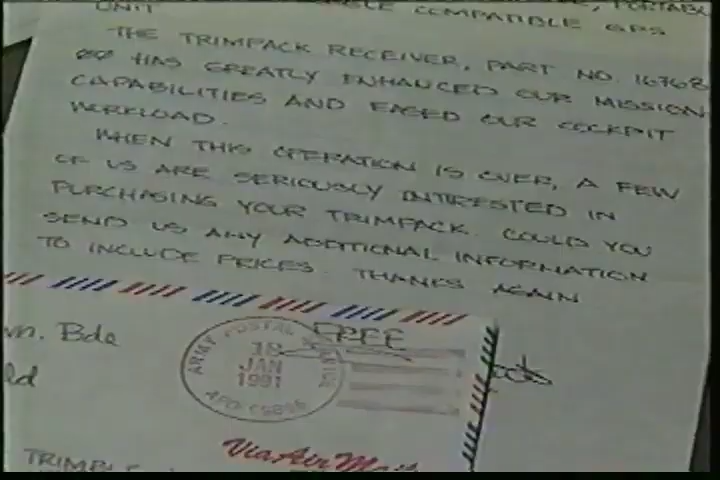 UNIT COMPATIBLE GPS
THE TRIMPACK RECEIVER, PART NO. 16768
HAS GREATLY ENHANCED OUR MISSION
CAPABILITIES AND EASED OUR COCKPIT
WORKLOAD.
WHEN THIS OPERATION IS OVER, A FEW
OF US ARE SERIOUSLY INTERESTED IN
PURCHASING YOUR TRIMPACK. COULD YOU
SEND US ANY ADDITIONAL INFORMATION
TO INCLUDE PRICES. THANKS AGAIN
FREE
Bde
ARMY POSTAL SERVICE
18
JAN
1991
APO
Via Air Mail
TRIMBLE